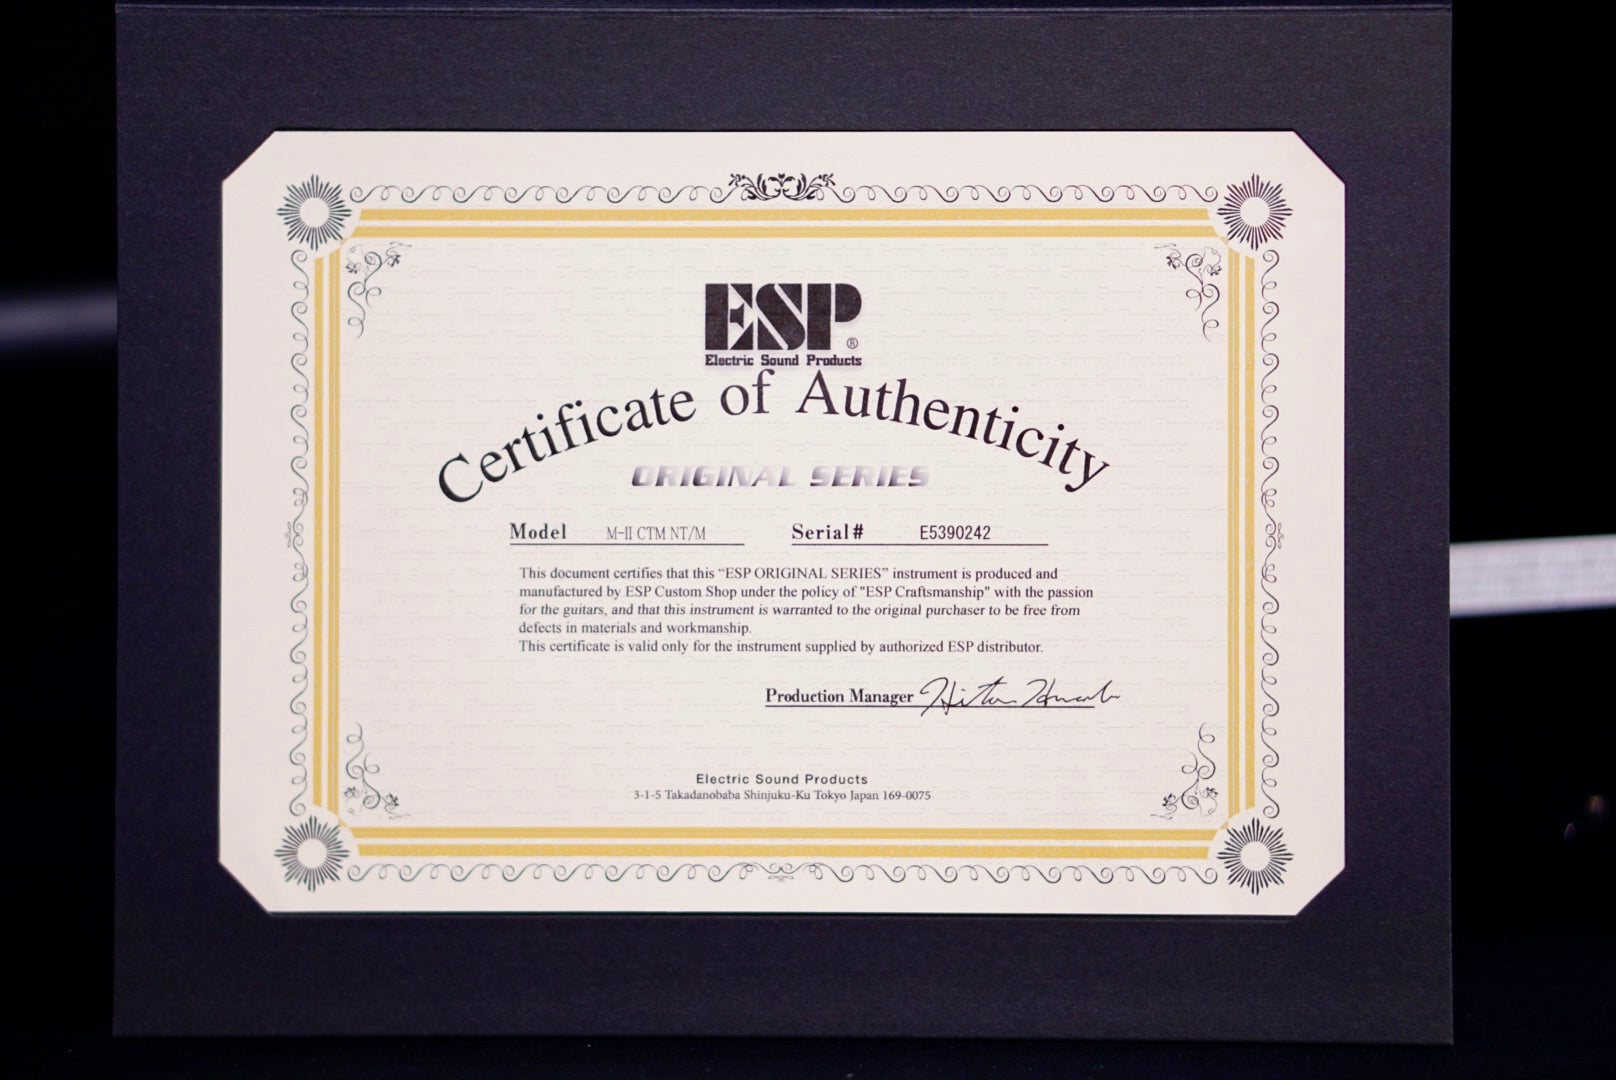 ESP®
Electric Sound Products
Certificate of Authenticity
ORIGINAL SERIES
Model M-II CTM NT/M Serial# E5390242
This document certifies that this “ESP ORIGINAL SERIES” instrument is produced and
manufactured by ESP Custom Shop under the policy of "ESP Craftsmanship" with the passion
for the guitars, and that this instrument is warranted to the original purchaser to be free from
defects in materials and workmanship.
This certificate is valid only for the instrument supplied by authorized ESP distributor.
Production Manager
Electric Sound Products
3-1-5 Takadanobaba Shinjuku-Ku Tokyo Japan 169-0075